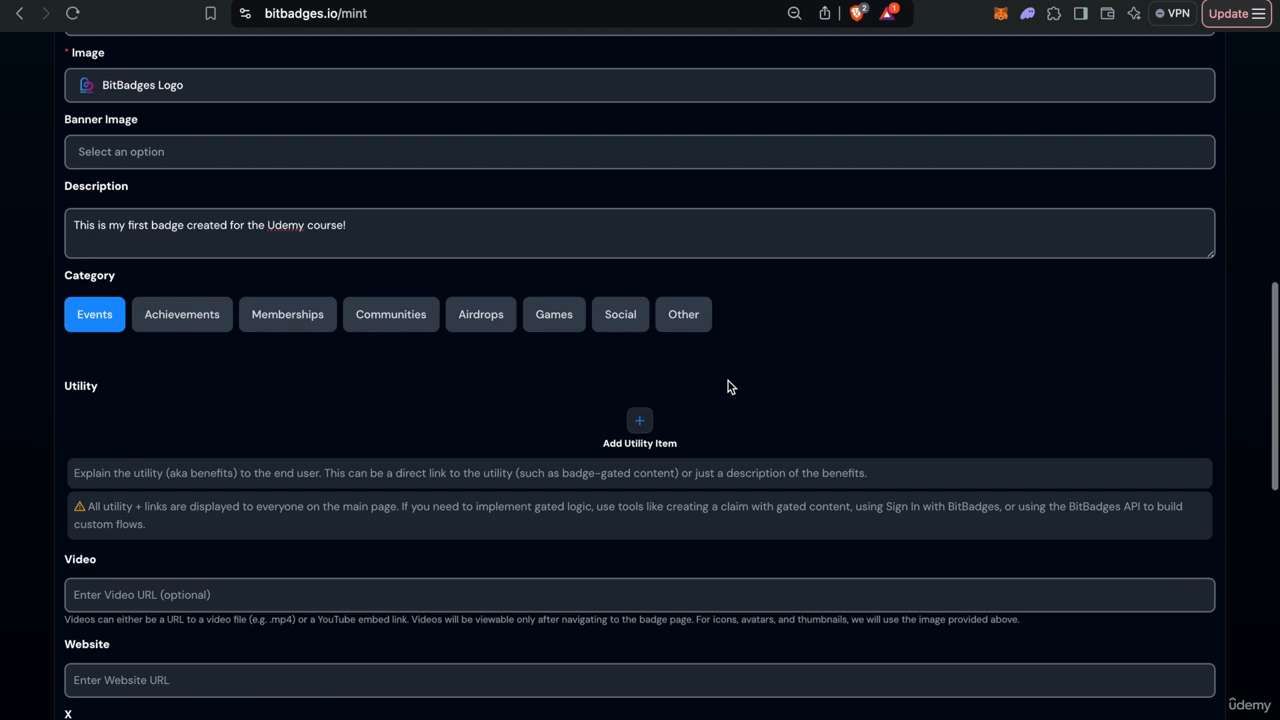 bitbadges.io/mint
2
1
VPN
Update
* Image
BitBadges Logo
Banner Image
Select an option
Description
This is my first badge created for the Udemy course!
Category
Events
Achievements
Memberships
Communities
Airdrops
Games
Social
Other
Utility
+
Add Utility Item
Explain the utility (aka benefits) to the end user. This can be a direct link to the utility (such as badge-gated content) or just a description of the benefits.
All utility + links are displayed to everyone on the main page. If you need to implement gated logic, use tools like creating a claim with gated content, using Sign In with BitBadges, or using the BitBadges API to build
custom flows.
Video
Enter Video URL (optional)
Videos can either be a URL to a video file (e.g. .mp4) or a YouTube embed link. Videos will be viewable only after navigating to the badge page. For icons, avatars, and thumbnails, we will use the image provided above.
Website
Enter Website URL
X
ûdemy